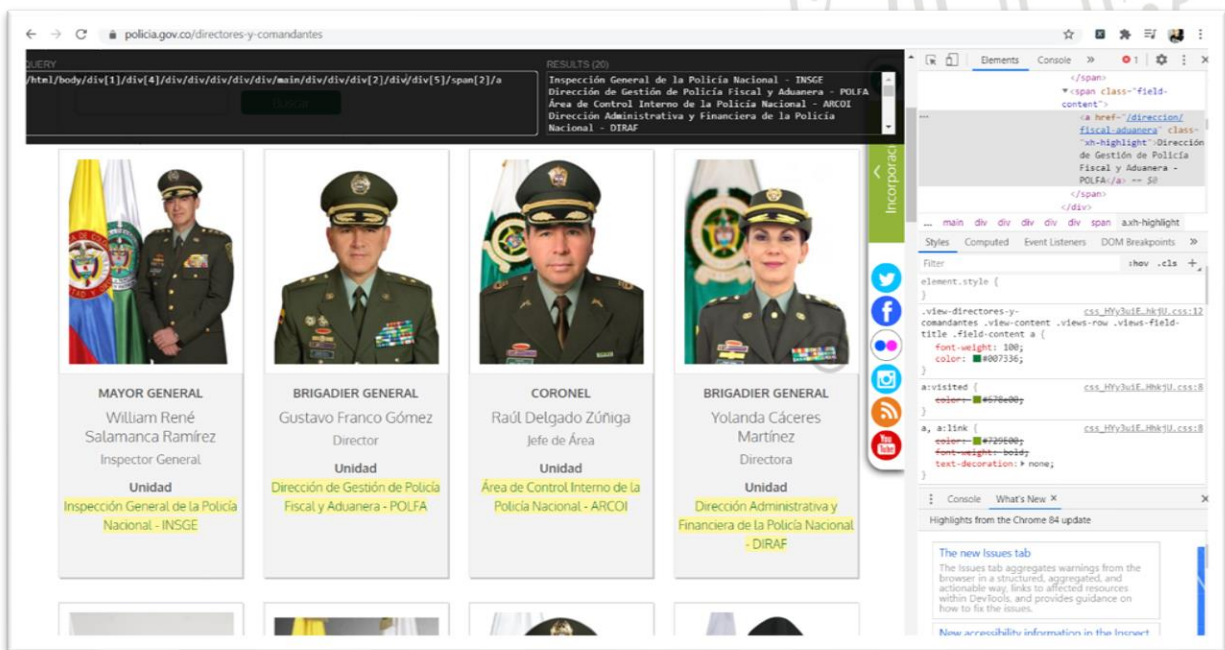 policia.gov.co/directores-y-comandantes
QUERY
/html/body/div[1]/div[4]/div/div/div/div/div/main/div/div/div[2]/div/div[5]/span[2]/a
RESULTS (20)
Inspección General de la Policía Nacional - INSGE
Dirección de Gestión de Policía Fiscal y Aduanera - POLFA
Área de Control Interno de la Policía Nacional - ARCOI
Dirección Administrativa y Financiera de la Policía
Nacional - DIRAF
Buscar
MAYOR GENERAL
William René
Salamanca Ramírez
Inspector General
Unidad
Inspección General de la Policía
Nacional - INSGE
BRIGADIER GENERAL
Gustavo Franco Gómez
Director
Unidad
Dirección de Gestión de Policía
Fiscal y Aduanera - POLFA
CORONEL
Raúl Delgado Zúñiga
Jefe de Área
Unidad
Área de Control Interno de la
Policía Nacional - ARCOI
BRIGADIER GENERAL
Yolanda Cáceres
Martínez
Directora
Unidad
Dirección Administrativa y
Financiera de la Policía Nacional
- DIRAF
Incorporaci
You
Tube
Elements Console » 1
</span>
▼<span class="field-
content">
<a href="/direccion/
fiscal-aduanera" class=
"xh-highlight">Dirección
de Gestión de Policía
Fiscal y Aduanera -
POLFA</a> == $0
</span>
</div>
... main div div div div div span a.xh-highlight
Styles Computed Event Listeners DOM Breakpoints »
Filter :hov .cls +
element.style {
}
.view-directores-y-
comandantes .view-content .views-row .views-field-
title .field-content a {
font-weight: 100;
color: #007336;
}
a:visited {
color: #678e00;
}
a, a:link {
color: #729E00;
font-weight: bold;
text-decoration: ▶ none;
}
Console What's New ×
Highlights from the Chrome 84 update
The new Issues tab
The Issues tab aggregates warnings from the
browser in a structured, aggregated, and
actionable way, links to affected resources
within DevTools, and provides guidance on
how to fix the issues.
New accessibility information in the Inspect